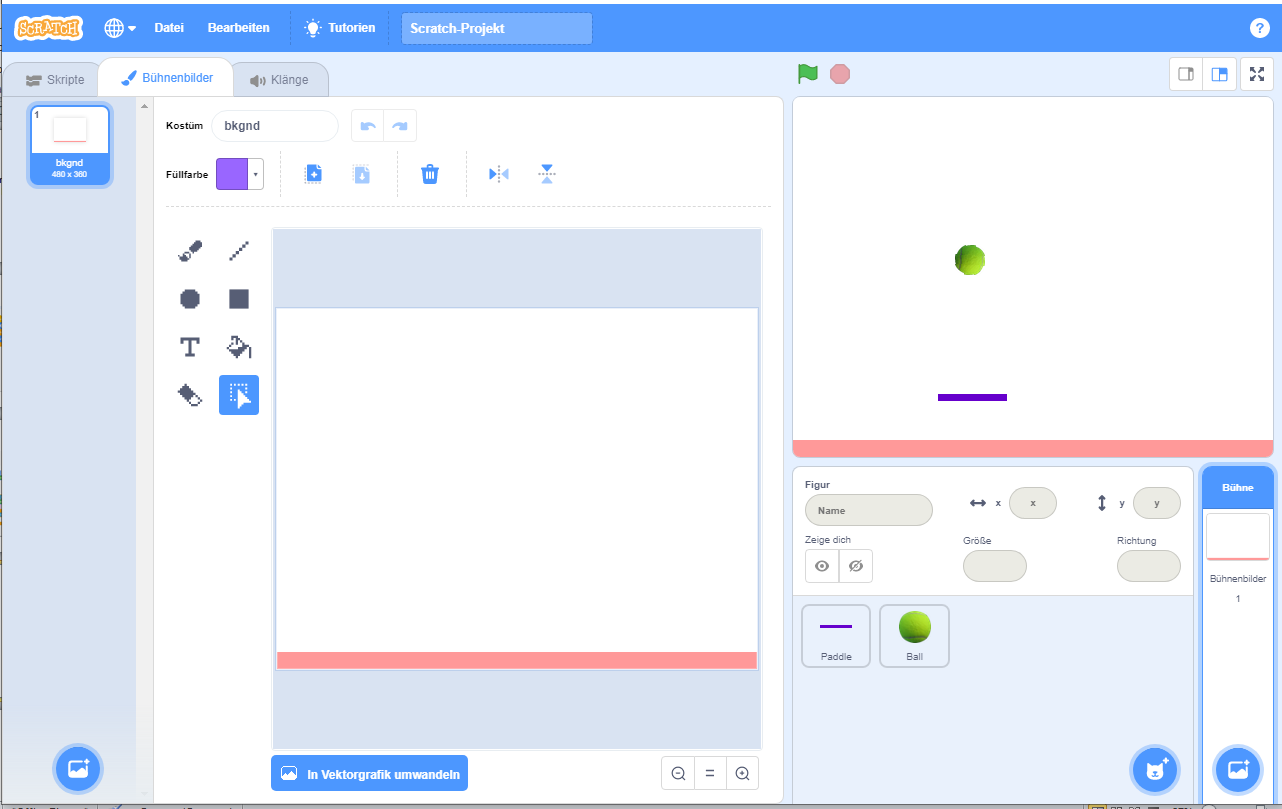 SCRATCH
Datei
Bearbeiten
Tutorien
Scratch-Projekt
?
Skripte
Bühnenbilder
Klänge
1
bkgnd
480 x 360
Kostüm
bkgnd
Füllfarbe
T
In Vektorgrafik umwandeln
Figur
Name
x
x
y
y
Zeige dich
Größe
Richtung
Paddle
Ball
Bühne
Bühnenbilder
1